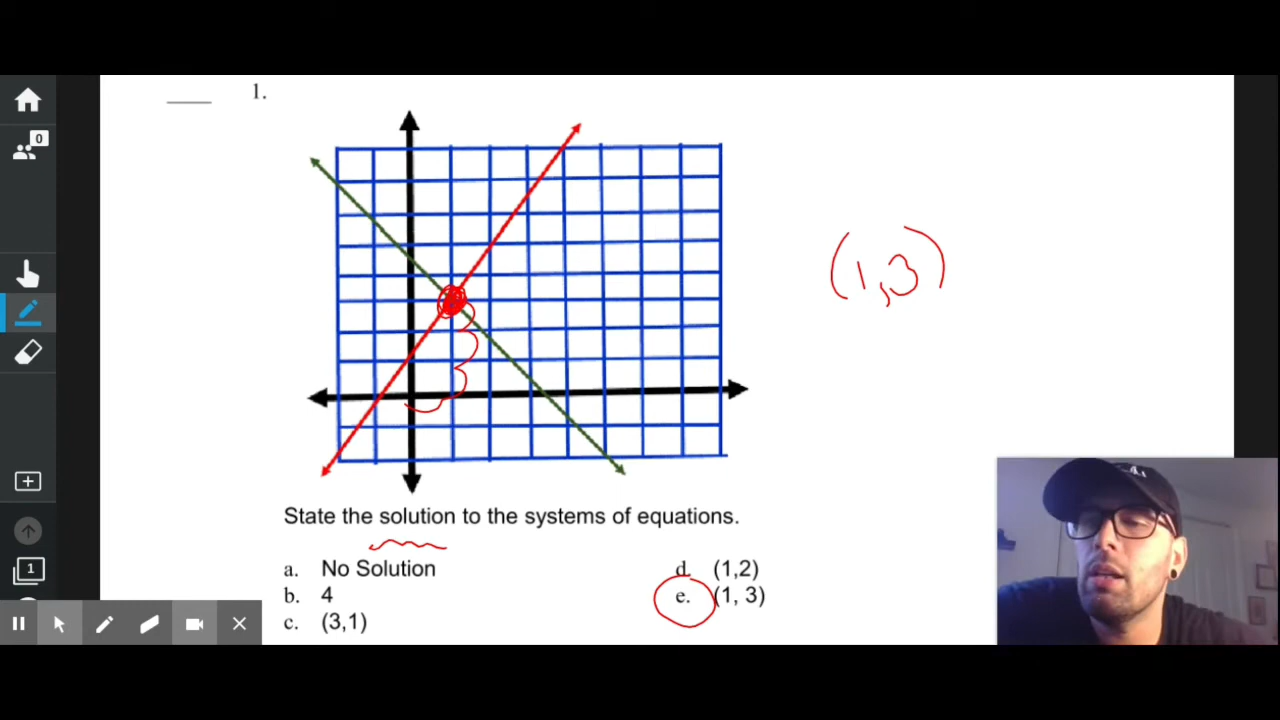 0
1.
(1,3)
State the solution to the systems of equations.
a. No Solution
b. 4
c. (3,1)
d. (1,2)
e. (1, 3)
1